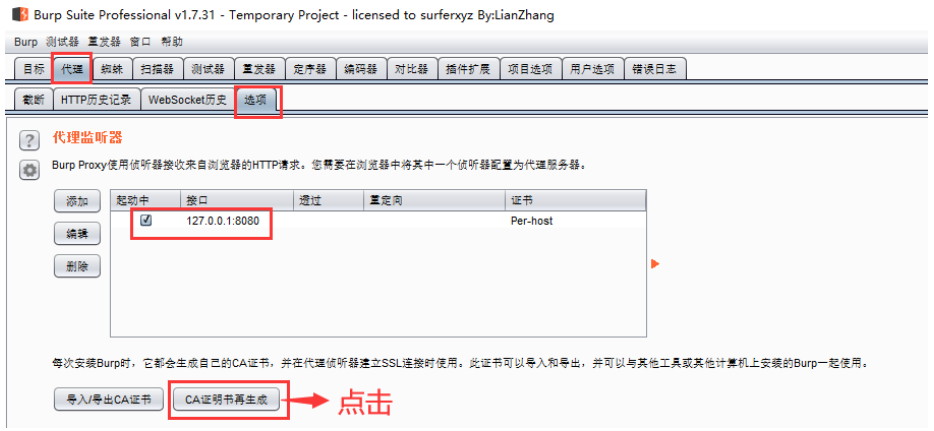 Burp Suite Professional v1.7.31 - Temporary Project - licensed to surferxyz By:LianZhang
Burp 测试器 重发器 窗口 帮助
目标 代理 蜘蛛 扫描器 测试器 重发器 定序器 编码器 对比器 插件扩展 项目选项 用户选项 错误日志
截断 HTTP历史记录 WebSocket历史 选项
? 代理监听器
Burp Proxy使用侦听器接收来自浏览器的HTTP请求。您需要在浏览器中将其中一个侦听器配置为代理服务器。
添加 起动中 接口 透过 重定向 证书
127.0.0.1:8080 Per-host
编辑
删除
每次安装Burp时，它都会生成自己的CA证书，并在代理侦听器建立SSL连接时使用。此证书可以导入和导出，并可以与其他工具或其他计算机上安装的Burp一起使用。
导入/导出CA证书 CA证明书再生成 点击